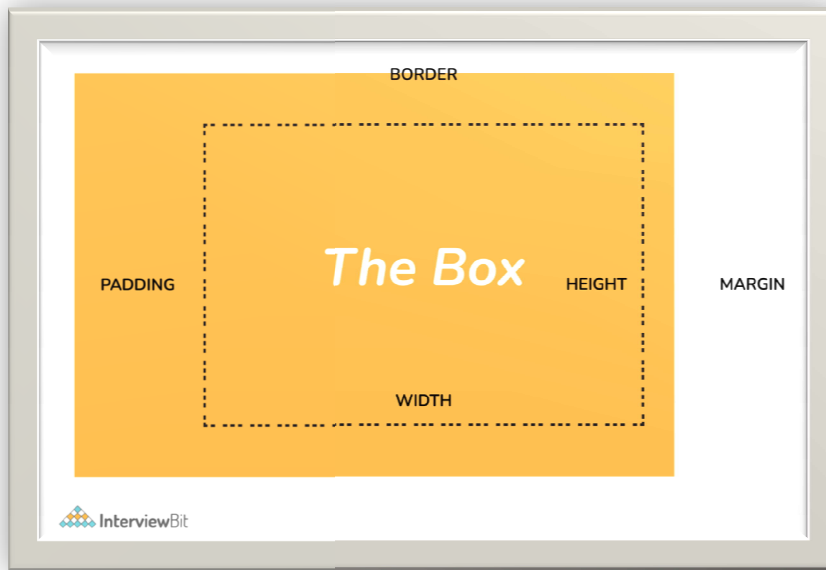 BORDER
The Box
PADDING
HEIGHT
MARGIN
WIDTH
InterviewBit